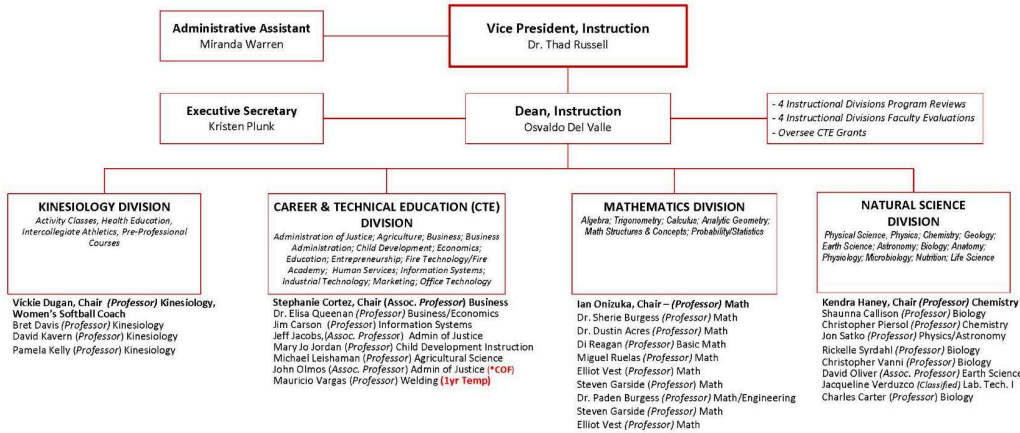 Administrative Assistant
Miranda Warren
Vice President, Instruction
Dr. Thad Russell
Executive Secretary
Kristen Plunk
Dean, Instruction
Osvaldo Del Valle
- 4 Instructional Divisions Program Reviews
- 4 Instructional Divisions Faculty Evaluations
- Oversee CTE Grants
KINESIOLOGY DIVISION
Activity Classes, Health Education,
Intercollegiate Athletics, Pre-Professional
Courses
Vickie Dugan, Chair (Professor) Kinesiology,
Women's Softball Coach
Bret Davis (Professor) Kinesiology
David Kavern (Professor) Kinesiology
Pamela Kelly (Professor) Kinesiology
CAREER & TECHNICAL EDUCATION (CTE)
DIVISION
Administration of Justice; Agriculture; Business; Business
Administration; Child Development; Economics;
Education; Entrepreneurship; Fire Technology/Fire
Academy; Human Services; Information Systems;
Industrial Technology; Marketing; Office Technology
Stephanie Cortez, Chair (Assoc. Professor) Business
Dr. Elisa Queenan (Professor) Business/Economics
Jim Carson (Professor) Information Systems
Jeff Jacobs,(Assoc. Professor) Admin of Justice
Mary Jo Jordan (Professor) Child Development Instruction
Michael Leishaman (Professor) Agricultural Science
John Olmos (Assoc. Professor) Admin of Justice (*COF)
Mauricio Vargas (Professor) Welding (1yr Temp)
MATHEMATICS DIVISION
Algebra; Trigonometry; Calculus; Analytic Geometry;
Math Structures & Concepts; Probability/Statistics
Ian Onizuka, Chair – (Professor) Math
Dr. Sherie Burgess (Professor) Math
Dr. Dustin Acres (Professor) Math
Di Reagan (Professor) Basic Math
Miguel Ruelas (Professor) Math
Elliot Vest (Professor) Math
Steven Garside (Professor) Math
Dr. Paden Burgess (Professor) Math/Engineering
Steven Garside (Professor) Math
Elliot Vest (Professor) Math
NATURAL SCIENCE
DIVISION
Physical Science, Physics; Chemistry; Geology;
Earth Science; Astronomy; Biology; Anatomy;
Physiology; Microbiology; Nutrition; Life Science
Kendra Haney, Chair (Professor) Chemistry
Shaunna Callison (Professor) Biology
Christopher Piersol (Professor) Chemistry
Jon Satko (Professor) Physics/Astronomy
Rickelle Syrdahl (Professor) Biology
Christopher Vanni (Professor) Biology
David Oliver (Assoc. Professor) Earth Science
Jacqueline Verduzco (Classified) Lab. Tech. I
Charles Carter (Professor) Biology